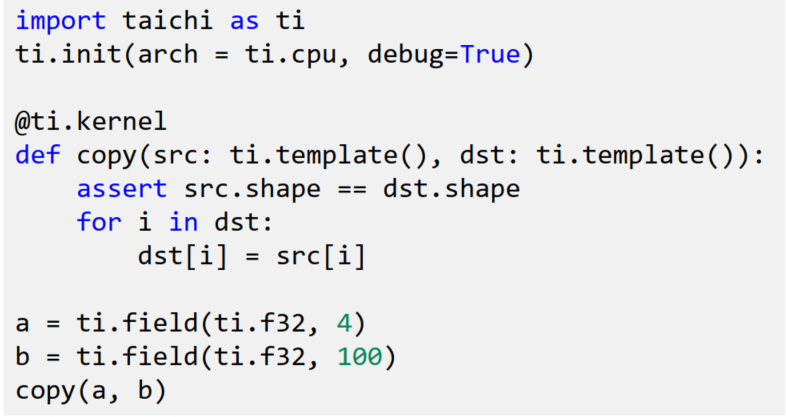 import taichi as ti
ti.init(arch = ti.cpu, debug=True)

@ti.kernel
def copy(src: ti.template(), dst: ti.template()):
    assert src.shape == dst.shape
    for i in dst:
        dst[i] = src[i]

a = ti.field(ti.f32, 4)
b = ti.field(ti.f32, 100)
copy(a, b)